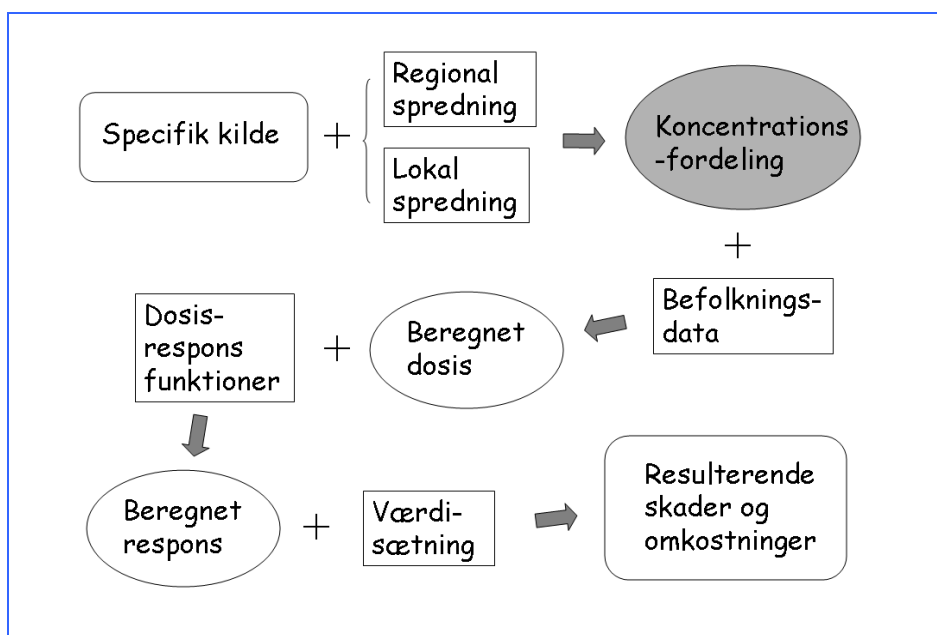 Specifik kilde
+
Regional
spredning
Lokal
spredning
Koncentrations
-fordeling
+
Befolknings-
data
Beregnet
dosis
+
Dosis-
respons
funktioner
Beregnet
respons
+
Værdi-
sætning
Resulterende
skader og
omkostninger